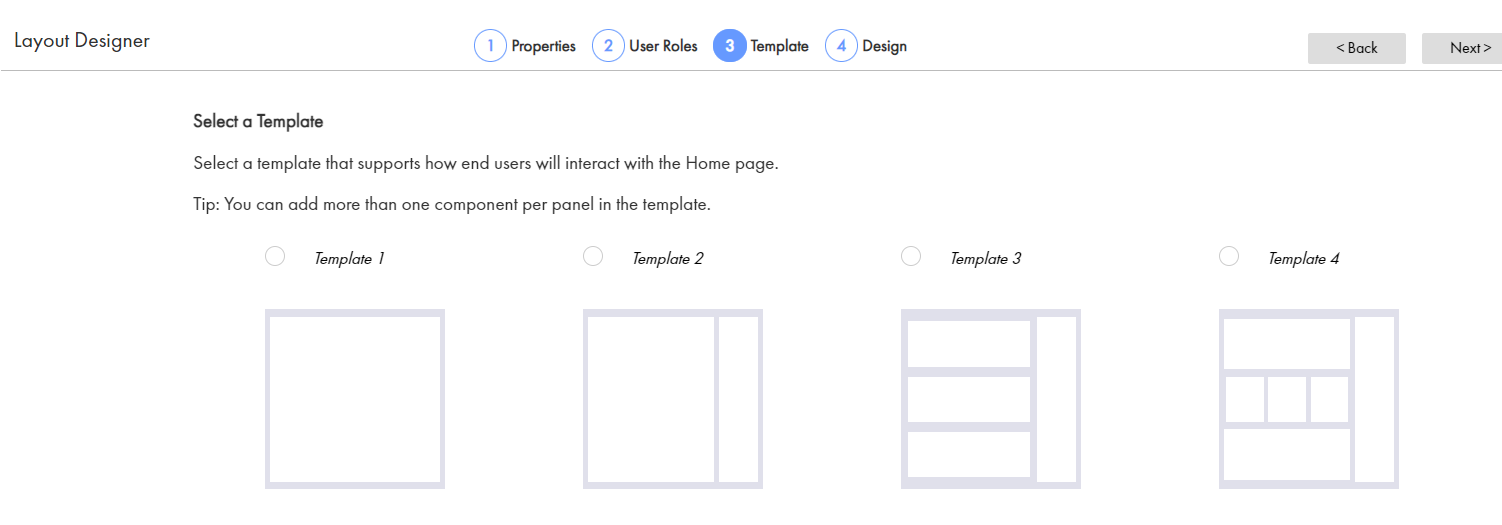 Layout Designer
1 Properties 2 User Roles 3 Template 4 Design
< Back
Next >
Select a Template
Select a template that supports how end users will interact with the Home page.
Tip: You can add more than one component per panel in the template.
Template 1
Template 2
Template 3
Template 4